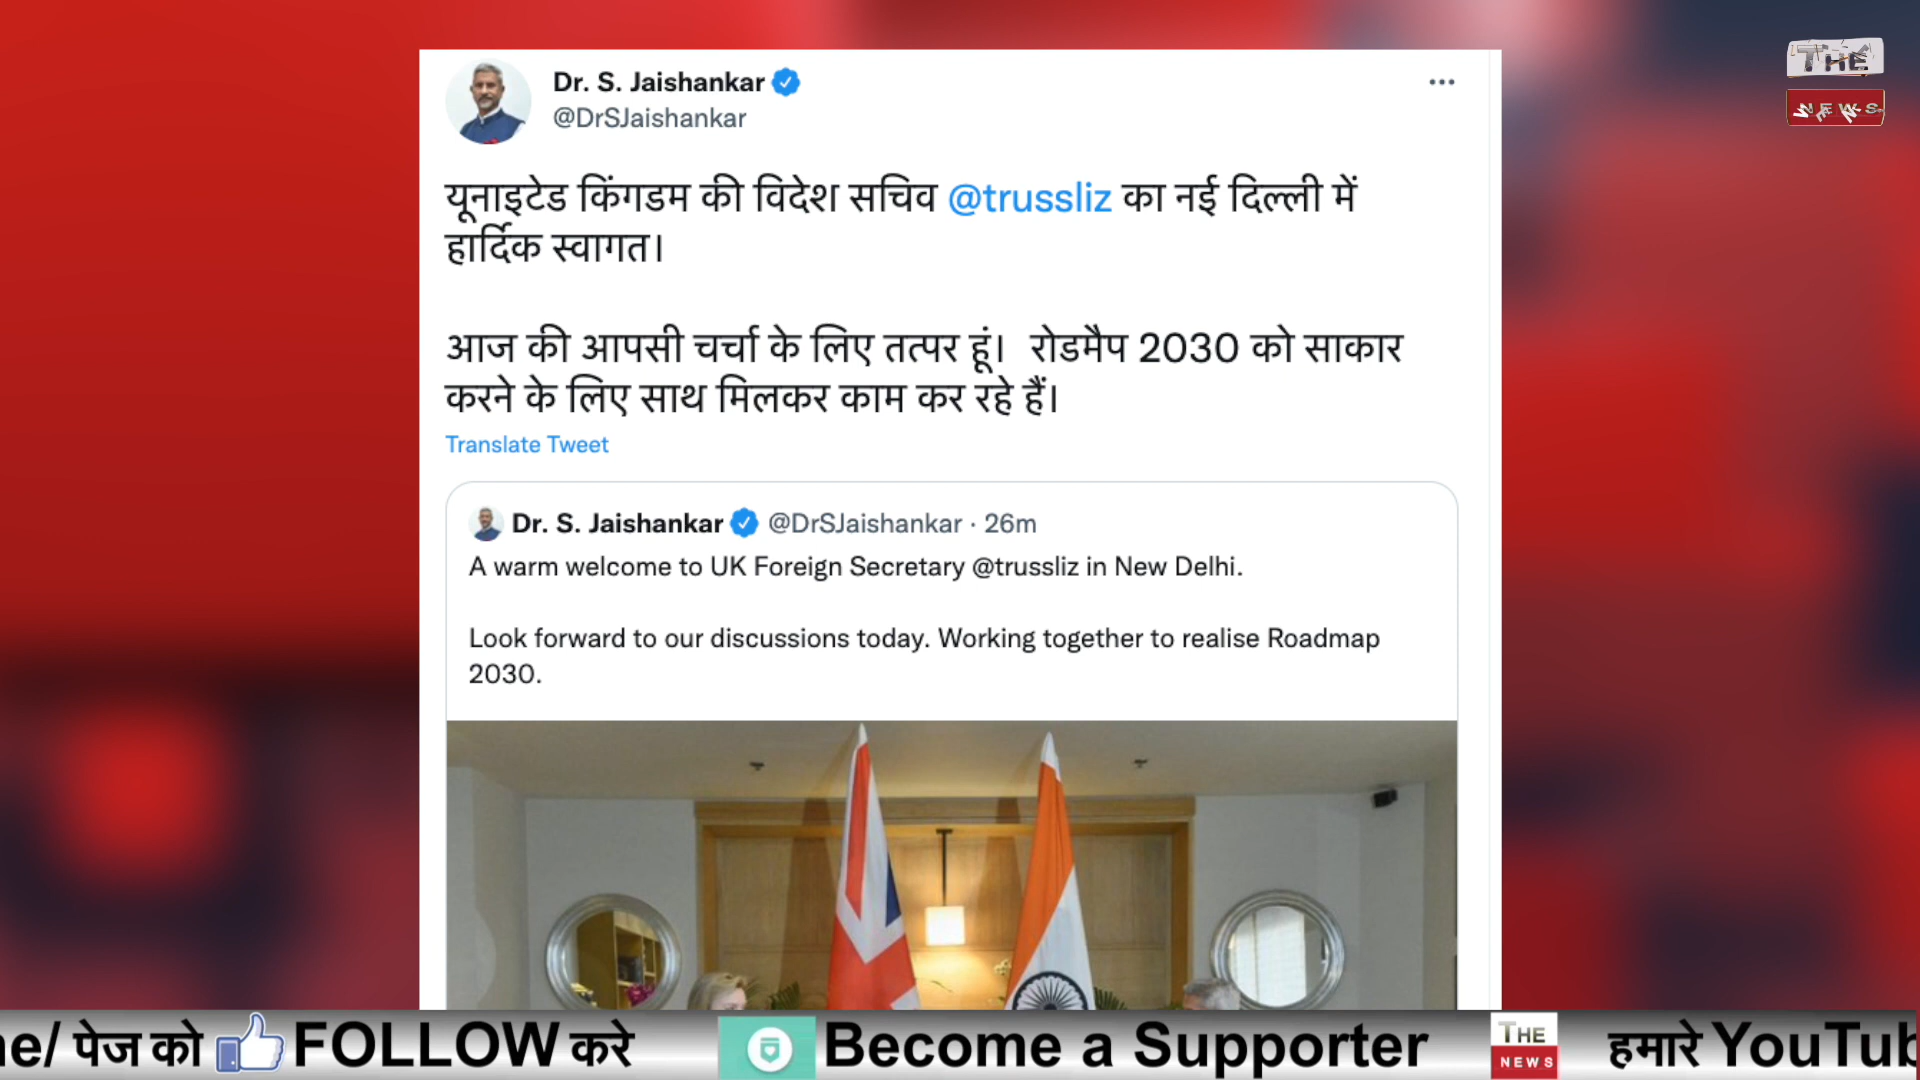 Dr. S. Jaishankar
@DrSJaishankar
THE
NEWS
यूनाइटेड किंगडम की विदेश सचिव @trussliz का नई दिल्ली में
हार्दिक स्वागत।
आज की आपसी चर्चा के लिए तत्पर हूं। रोडमैप 2030 को साकार
करने के लिए साथ मिलकर काम कर रहे हैं।
Translate Tweet
Dr. S. Jaishankar @DrSJaishankar · 26m
A warm welcome to UK Foreign Secretary @trussliz in New Delhi.
Look forward to our discussions today. Working together to realise Roadmap
2030.
e/ पेज को FOLLOW करे Become a Supporter THE NEWS हमारे YouTub